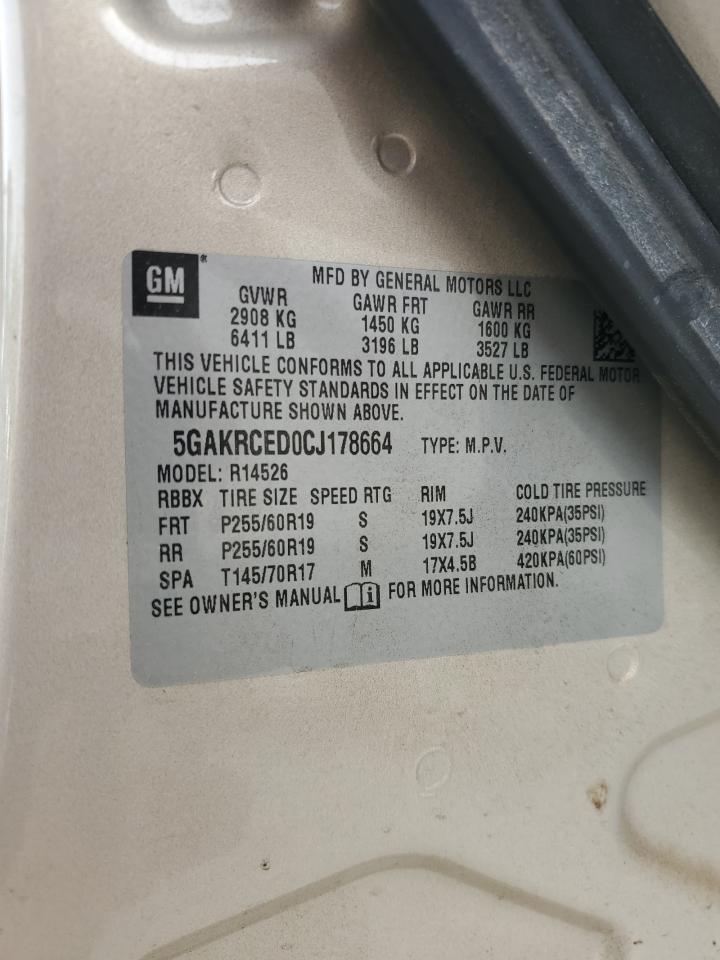 GM
MFD BY GENERAL MOTORS LLC
GVWR GAWR FRT GAWR RR
2908 KG 1450 KG 1600 KG
6411 LB 3196 LB 3527 LB
THIS VEHICLE CONFORMS TO ALL APPLICABLE U.S. FEDERAL MOTOR
VEHICLE SAFETY STANDARDS IN EFFECT ON THE DATE OF
MANUFACTURE SHOWN ABOVE.
5GAKRCED0CJ178664 TYPE: M.P.V.
MODEL: R14526
RBBX TIRE SIZE SPEED RTG RIM COLD TIRE PRESSURE
FRT P255/60R19 S 19X7.5J 240KPA(35PSI)
RR P255/60R19 S 19X7.5J 240KPA(35PSI)
SPA T145/70R17 M 17X4.5B 420KPA(60PSI)
SEE OWNER'S MANUAL i FOR MORE INFORMATION.